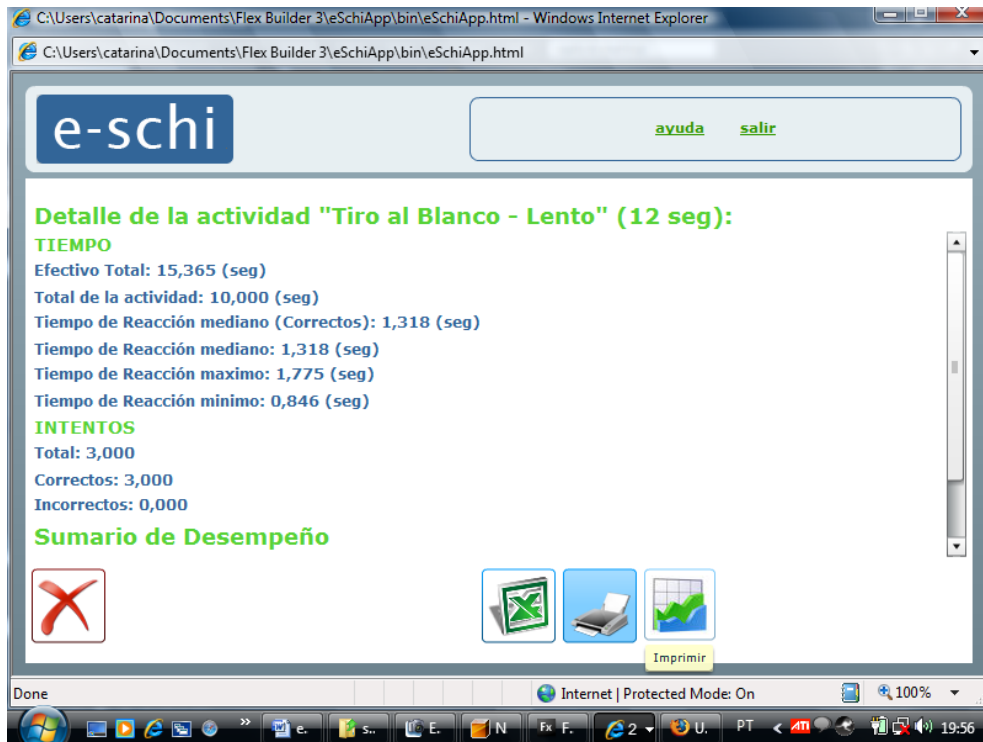 C:\Users\catarina\Documents\Flex Builder 3\eSchiApp\bin\eSchiApp.html - Windows Internet Explorer
C:\Users\catarina\Documents\Flex Builder 3\eSchiApp\bin\eSchiApp.html
e-schi
ayuda salir
Detalle de la actividad "Tiro al Blanco - Lento" (12 seg):
TIEMPO
Efectivo Total: 15,365 (seg)
Total de la actividad: 10,000 (seg)
Tiempo de Reacción mediano (Correctos): 1,318 (seg)
Tiempo de Reacción mediano: 1,318 (seg)
Tiempo de Reacción maximo: 1,775 (seg)
Tiempo de Reacción minimo: 0,846 (seg)
INTENTOS
Total: 3,000
Correctos: 3,000
Incorrectos: 0,000
Sumario de Desempeño
Imprimir
Done Internet | Protected Mode: On 100%
e. s.. E. N Fx F. 2 U. PT ATI 19:56